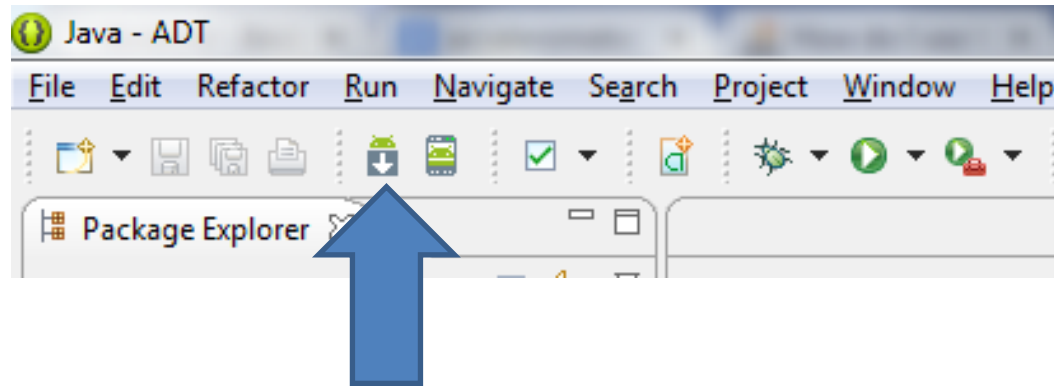 Java - ADT
File Edit Refactor Run Navigate Search Project Window Help
Package Explorer